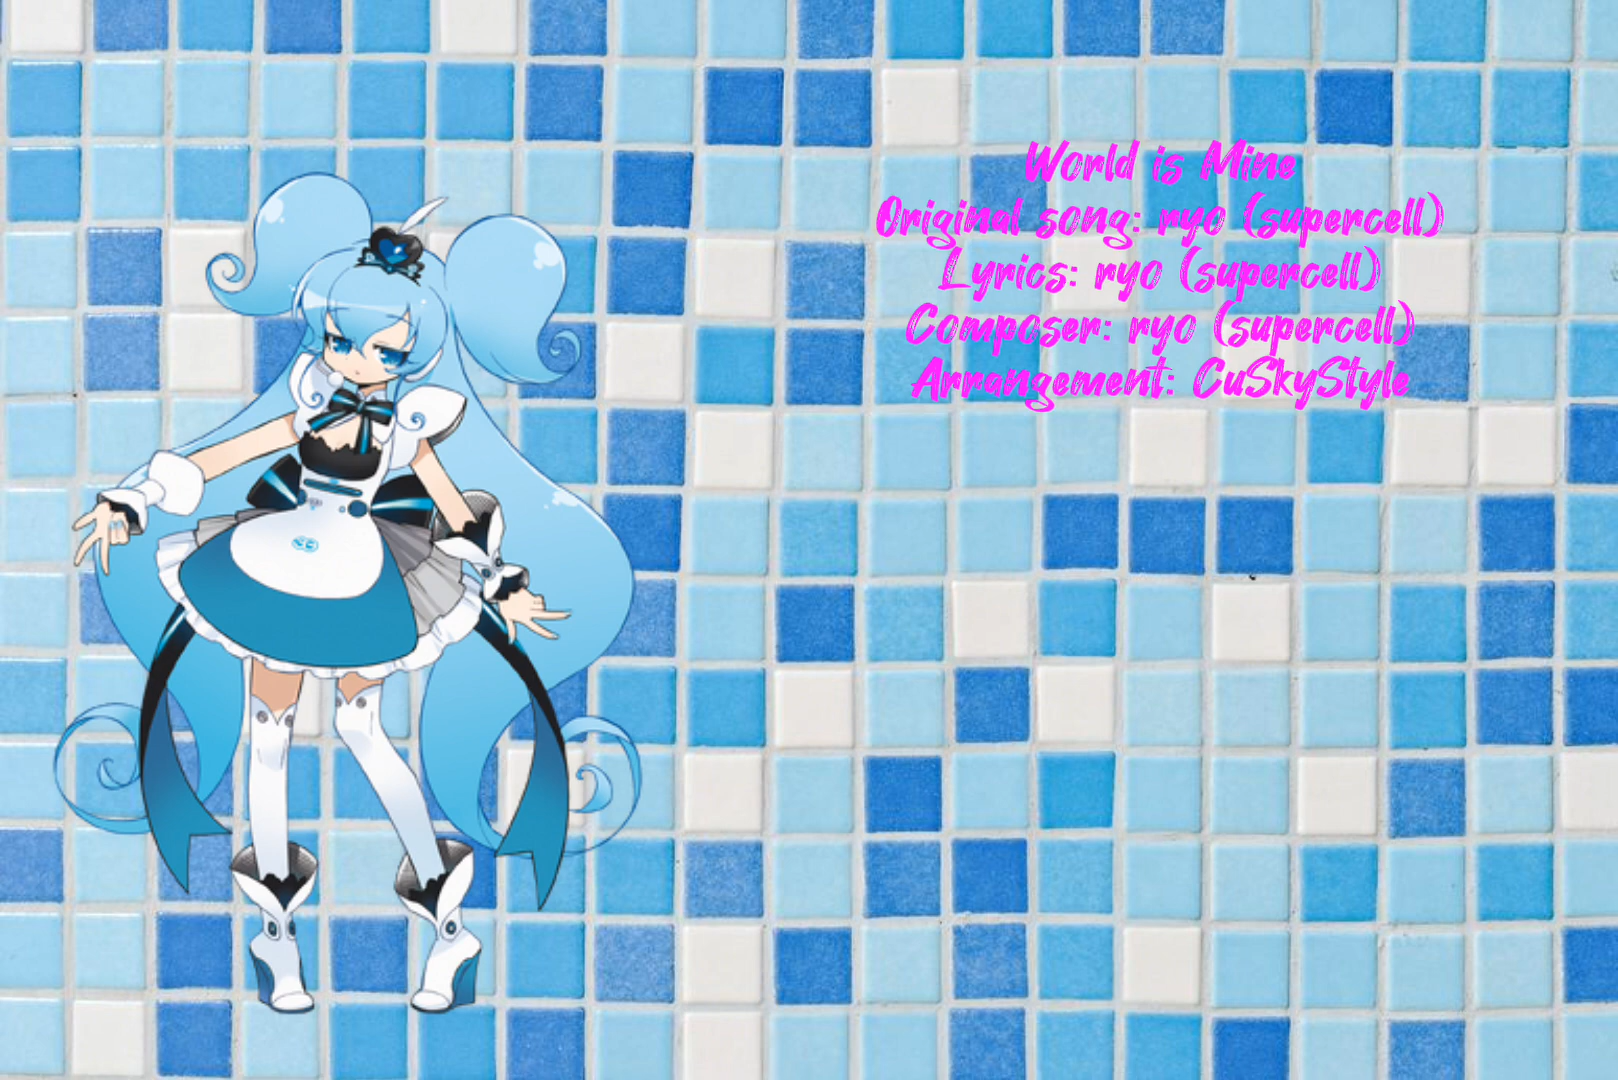 World is Mine
Original song: ryo (supercell)
Lyrics: ryo (supercell)
Composer: ryo (supercell)
Arrangement: CuSkyStyle